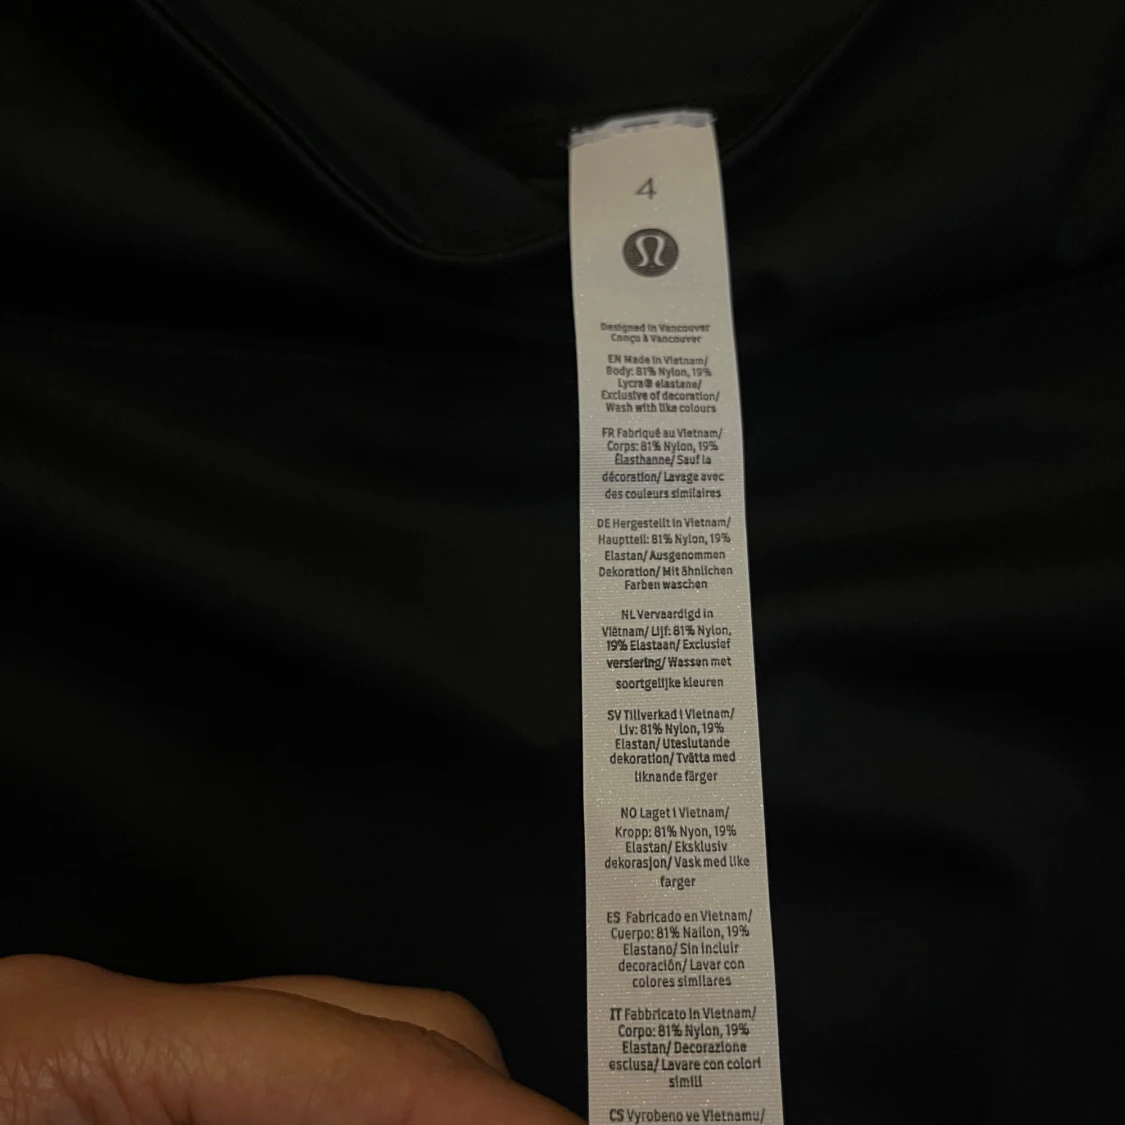 4
Designed in Vancouver
Conçu à Vancouver
EN Made in Vietnam/
Body: 81% Nylon, 19%
Lycra® elastane/
Exclusive of decoration/
Wash with like colours
FR Fabriqué au Vietnam/
Corps: 81% Nylon, 19%
Élasthanne/ Sauf la
décoration/ Lavage avec
des couleurs similaires
DE Hergestellt in Vietnam/
Hauptteil: 81% Nylon, 19%
Elastan/ Ausgenommen
Dekoration/ Mit ähnlichen
Farben waschen
NL Vervaardigd in
Viëtnam/ Lijf: 81% Nylon,
19% Elastaan/ Exclusief
versiering/ Wassen met
soortgelijke kleuren
SV Tillverkad i Vietnam/
Liv: 81% Nylon, 19%
Elastan/ Uteslutande
dekoration/ Tvätta med
liknande färger
NO Laget i Vietnam/
Kropp: 81% Nyon, 19%
Elastan/ Eksklusiv
dekorasjon/ Vask med like
farger
ES Fabricado en Vietnam/
Cuerpo: 81% Nailon, 19%
Elastano/ Sin incluir
decoración/ Lavar con
colores similares
IT Fabbricato in Vietnam/
Corpo: 81% Nylon, 19%
Elastan/ Decorazione
esclusa/ Lavare con colori
simili
CS Vyrobeno ve Vietnamu/